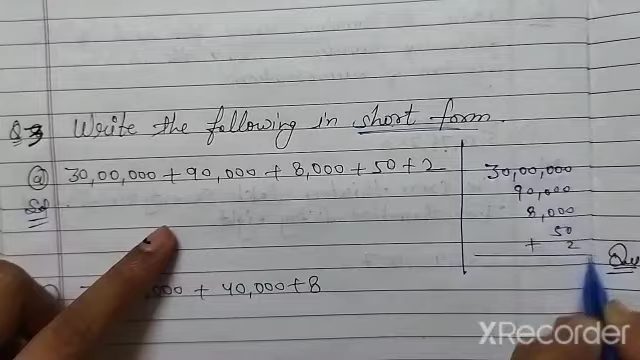 Q3 Write the following in short form.
(a) 30,00,000 + 90,000 + 8,000 + 50 + 2
Sol
30,00,000
90,000
8,000
50
+ 2
,000 + 40,000 + 8
XRecorder